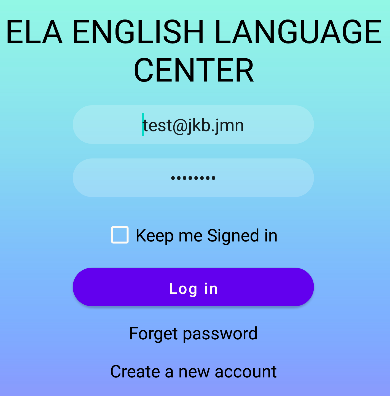 ELA ENGLISH LANGUAGE
CENTER
test@jkb.jmn
••••••••
Keep me Signed in
Log in
Forget password
Create a new account